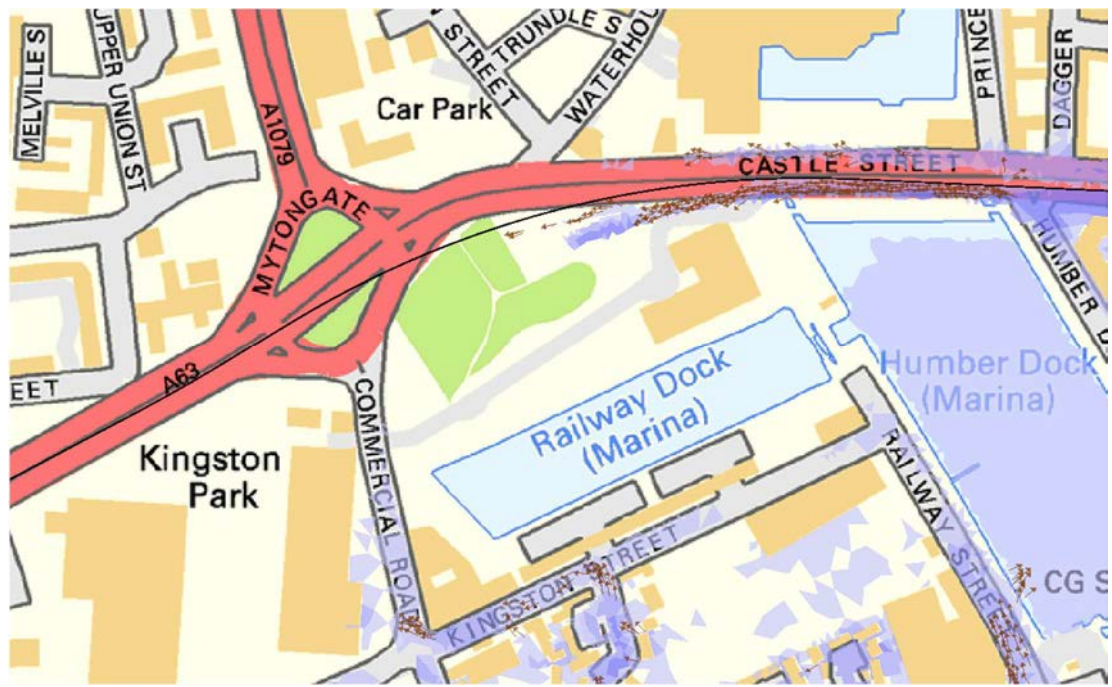 MELVILLE S
UPPER UNION ST
A1079
MYTONGATE
STREET
TRUNDLE S
WATERHOU
Car Park
PRINCE
DAGGER
CASTLE STREET
HUMBER D
A63
EET
COMMERCIAL ROAD
Kingston
Park
Railway Dock
(Marina)
Humber Dock
(Marina)
RAILWAY STREET
KINGSTON STREET
CG S